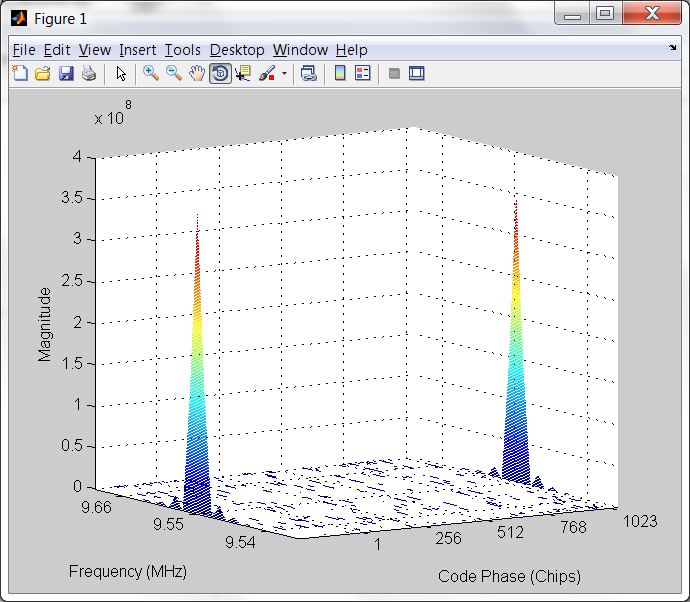 Figure 1
File Edit View Insert Tools Desktop Window Help
x 10^8
4
3.5
3
2.5
2
1.5
1
0.5
0
Magnitude
9.66
9.55
9.54
Frequency (MHz)
1
256
512
768
1023
Code Phase (Chips)